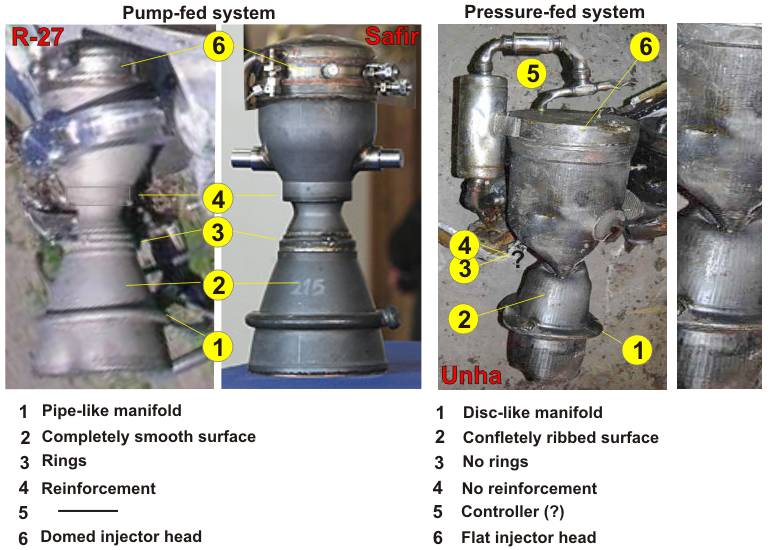 Pump-fed system
Pressure-fed system
R-27
Safir
6
6
5
4
4
3
3
?
2
215
2
1
1
Unha
1 Pipe-like manifold
2 Completely smooth surface
3 Rings
4 Reinforcement
5
6 Domed injector head
1 Disc-like manifold
2 Confletely ribbed surface
3 No rings
4 No reinforcement
5 Controller (?)
6 Flat injector head